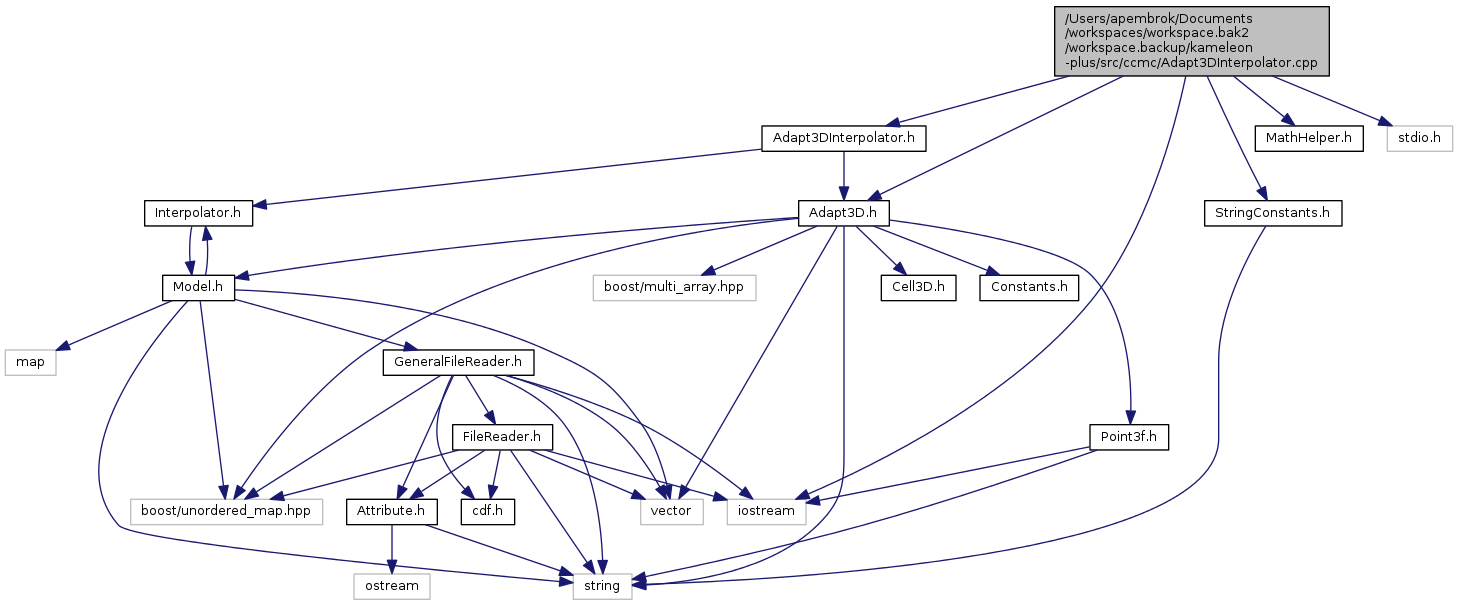 /Users/apembrok/Documents
/workspaces/workspace.bak2
/workspace.backup/kameleon
-plus/src/ccmc/Adapt3DInterpolator.cpp
Adapt3DInterpolator.h
MathHelper.h
stdio.h
Interpolator.h
Adapt3D.h
StringConstants.h
Model.h
boost/multi_array.hpp
Cell3D.h
Constants.h
map
GeneralFileReader.h
FileReader.h
Point3f.h
boost/unordered_map.hpp
Attribute.h
cdf.h
vector
iostream
ostream
string